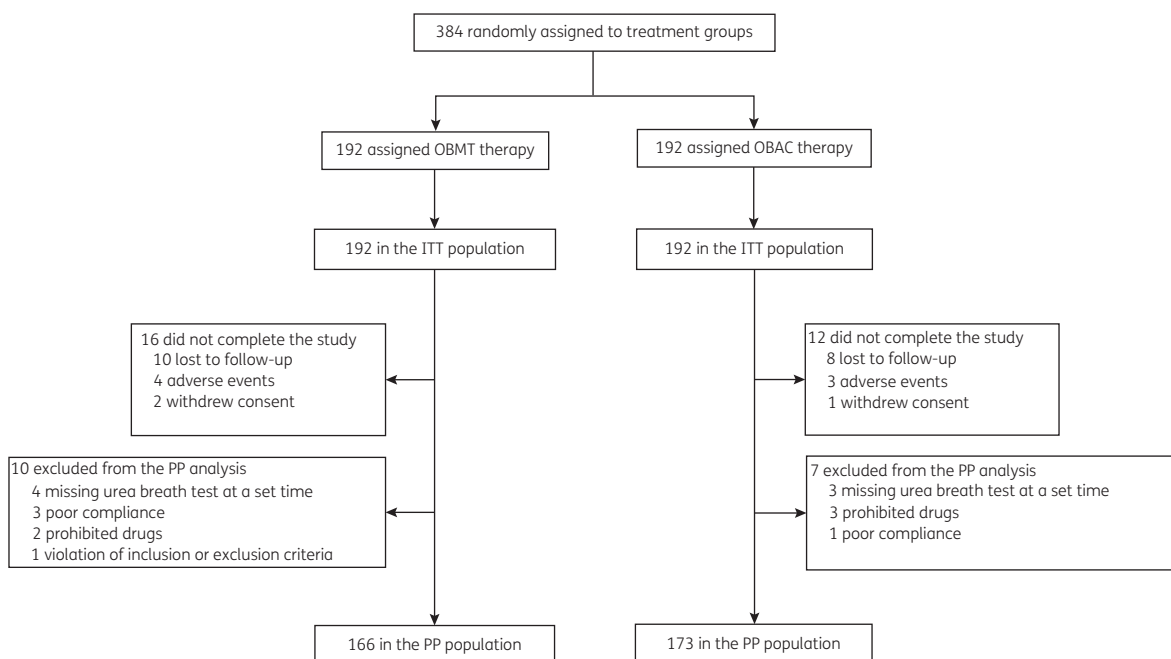 384 randomly assigned to treatment groups
192 assigned OBMT therapy
192 assigned OBAC therapy
192 in the ITT population
192 in the ITT population
16 did not complete the study
10 lost to follow-up
4 adverse events
2 withdrew consent
12 did not complete the study
8 lost to follow-up
3 adverse events
1 withdrew consent
10 excluded from the PP analysis
4 missing urea breath test at a set time
3 poor compliance
2 prohibited drugs
1 violation of inclusion or exclusion criteria
7 excluded from the PP analysis
3 missing urea breath test at a set time
3 prohibited drugs
1 poor compliance
166 in the PP population
173 in the PP population